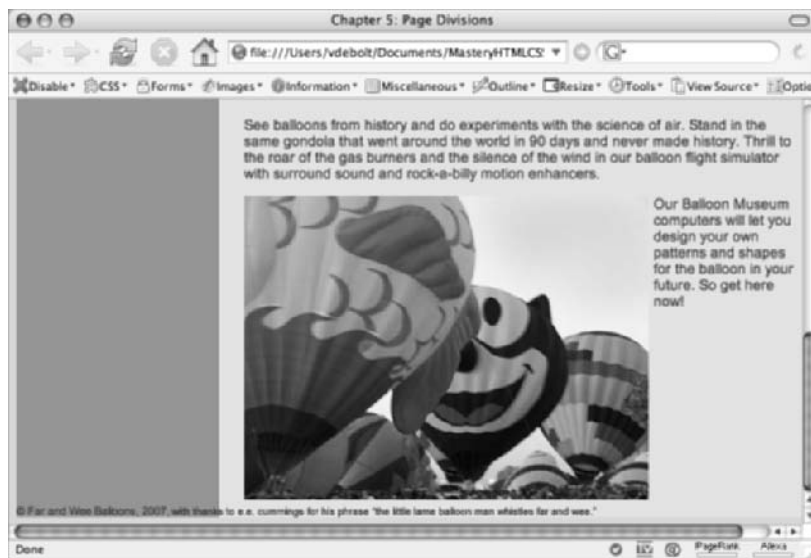 Chapter 5: Page Divisions
file:///Users/vdebolt/Documents/MasteryHTMLCS
G
Disable CSS Forms Images Information Miscellaneous Outline Resize Tools View Source Optio
See balloons from history and do experiments with the science of air. Stand in the
same gondola that went around the world in 90 days and never made history. Thrill to
the roar of the gas burners and the silence of the wind in our balloon flight simulator
with surround sound and rock-a-billy motion enhancers.
Our Balloon Museum
computers will let you
design your own
patterns and shapes
for the balloon in your
future. So get here
now!
© Far and Wee Balloons, 2007, with thanks to e.e. cummings for his phrase "the little lame balloon man whistles far and wee."
Done PageRank Alexa